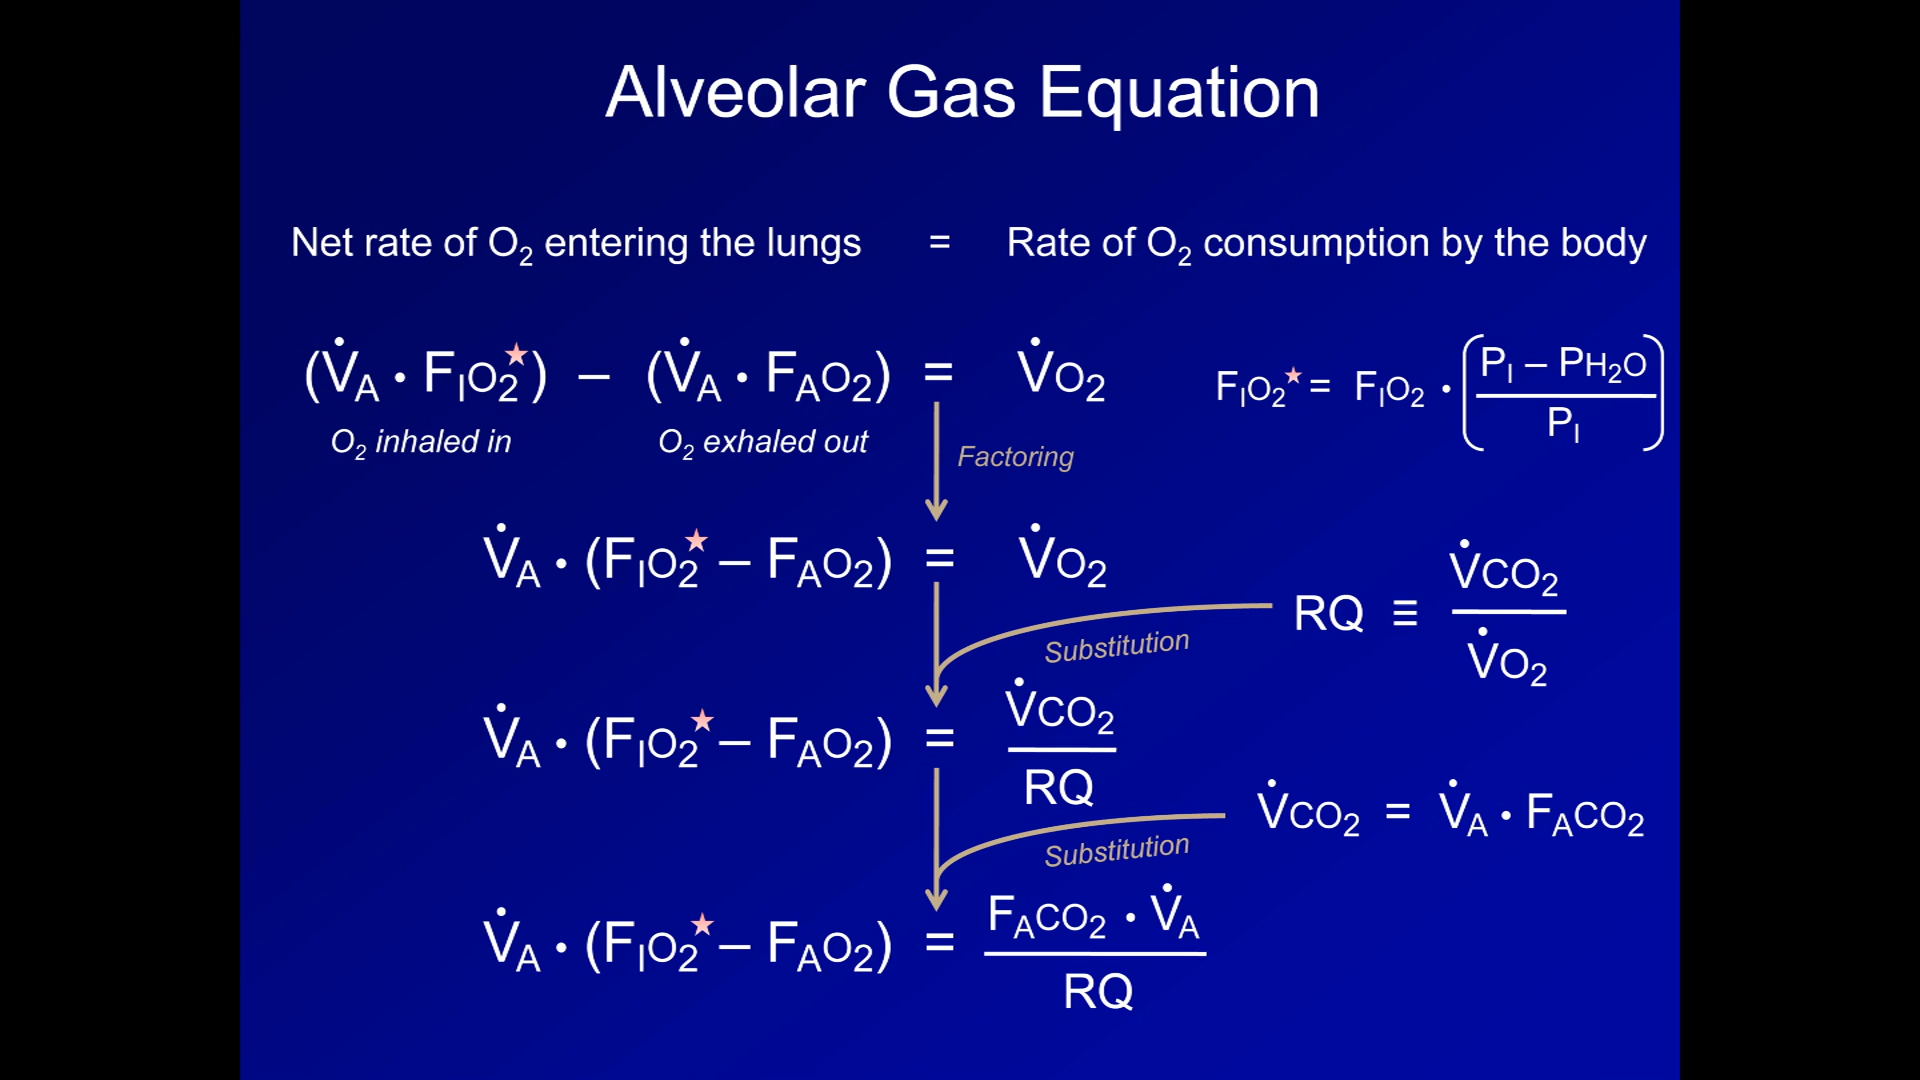 Alveolar Gas Equation
Net rate of O₂ entering the lungs = Rate of O₂ consumption by the body
(V̇A • FIO₂★) – (V̇A • FAO₂) = V̇O₂
FIO₂★ = FIO₂ • (PI – PH₂O / PI)
O₂ inhaled in
O₂ exhaled out
Factoring
V̇A • (FIO₂★ – FAO₂) = V̇O₂
RQ ≡ V̇CO₂ / V̇O₂
Substitution
V̇A • (FIO₂★ – FAO₂) = V̇CO₂ / RQ
V̇CO₂ = V̇A • FACO₂
Substitution
V̇A • (FIO₂★ – FAO₂) = FACO₂ • V̇A / RQ